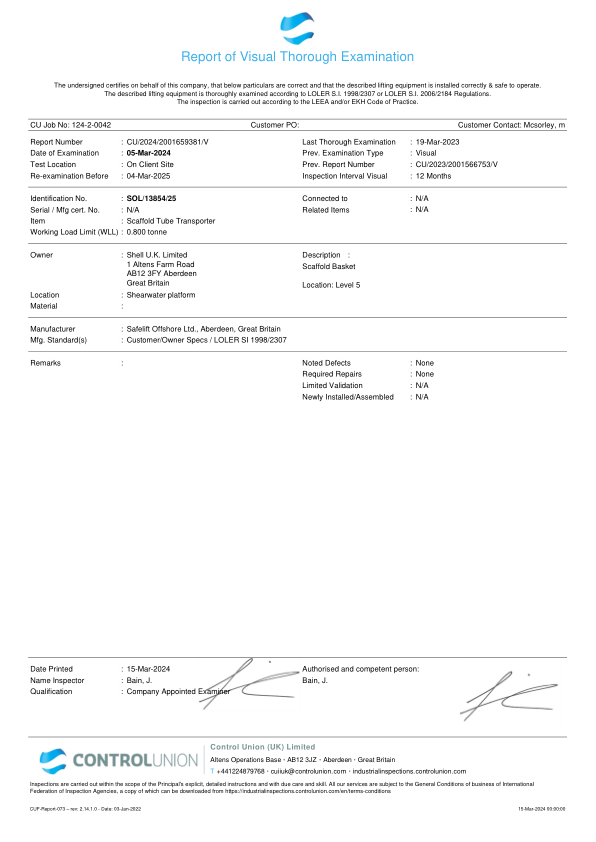 Report of Visual Thorough Examination
The undersigned certifies on behalf of this company, that below particulars are correct and that the described lifting equipment is installed correctly & safe to operate.
The described lifting equipment is thoroughly examined according to LOLER S.I. 1998/2307 or LOLER S.I. 2006/2184 Regulations.
The inspection is carried out according to the LEEA and/or EKH Code of Practice.
CU Job No: 124-2-0042 Customer PO: Customer Contact: Mcsorley, m
Report Number : CU/2024/2001659381/V Last Thorough Examination : 19-Mar-2023
Date of Examination : 05-Mar-2024 Prev. Examination Type : Visual
Test Location : On Client Site Prev. Report Number : CU/2023/2001566753/V
Re-examination Before : 04-Mar-2025 Inspection Interval Visual : 12 Months
Identification No. : SOL/13854/25 Connected to : N/A
Serial / Mfg cert. No. : N/A Related Items : N/A
Item : Scaffold Tube Transporter
Working Load Limit (WLL) : 0.800 tonne
Owner : Shell U.K. Limited Description :
1 Altens Farm Road Scaffold Basket
AB12 3FY Aberdeen
Great Britain Location: Level 5
Location : Shearwater platform
Material :
Manufacturer : Safelift Offshore Ltd., Aberdeen, Great Britain
Mfg. Standard(s) : Customer/Owner Specs / LOLER SI 1998/2307
Remarks : Noted Defects : None
Required Repairs : None
Limited Validation : N/A
Newly Installed/Assembled : N/A
Date Printed : 15-Mar-2024 Authorised and competent person:
Name Inspector : Bain, J. Bain, J.
Qualification : Company Appointed Examiner
CONTROLUNION
Control Union (UK) Limited
Altens Operations Base - AB12 3JZ - Aberdeen - Great Britain
T +441224879768 - cuiiuk@controlunion.com - industrialinspections.controlunion.com
Inspections are carried out within the scope of the Principal's explicit, detailed instructions and with due care and skill. All our services are subject to the General Conditions of business of International
Federation of Inspection Agencies, a copy of which can be downloaded from https://industrialinspections.controlunion.com/en/terms-conditions
CUF-Report-073 – rev: 2.14.1.0 - Date: 03-Jun-2022 15-Mar-2024 00:00:00